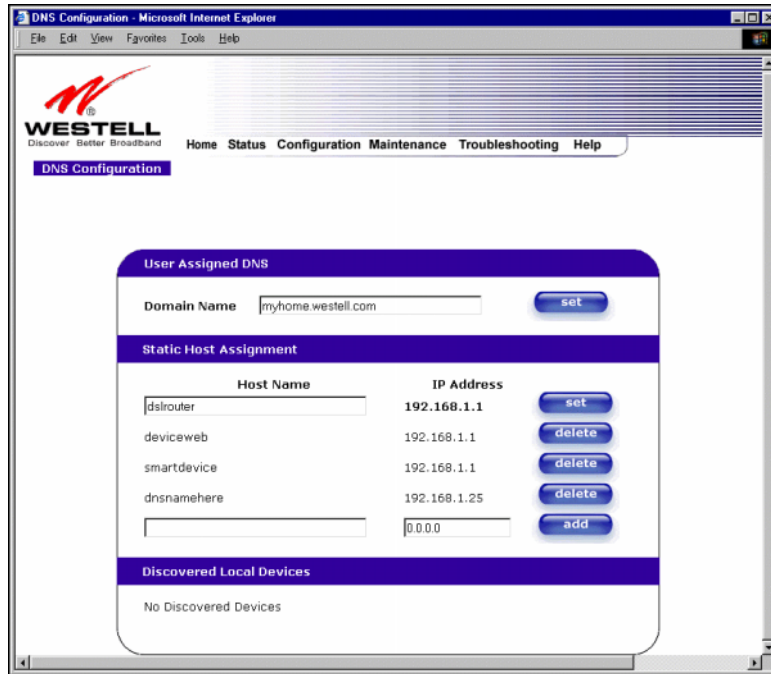 DNS Configuration - Microsoft Internet Explorer
File Edit View Favorites Tools Help
WESTELL ®
Discover Better Broadband
Home Status Configuration Maintenance Troubleshooting Help
DNS Configuration
User Assigned DNS
Domain Name myhome.westell.com set
Static Host Assignment
Host Name IP Address
dslrouter 192.168.1.1 set
deviceweb 192.168.1.1 delete
smartdevice 192.168.1.1 delete
dnsnamehere 192.168.1.25 delete
0.0.0.0 add
Discovered Local Devices
No Discovered Devices